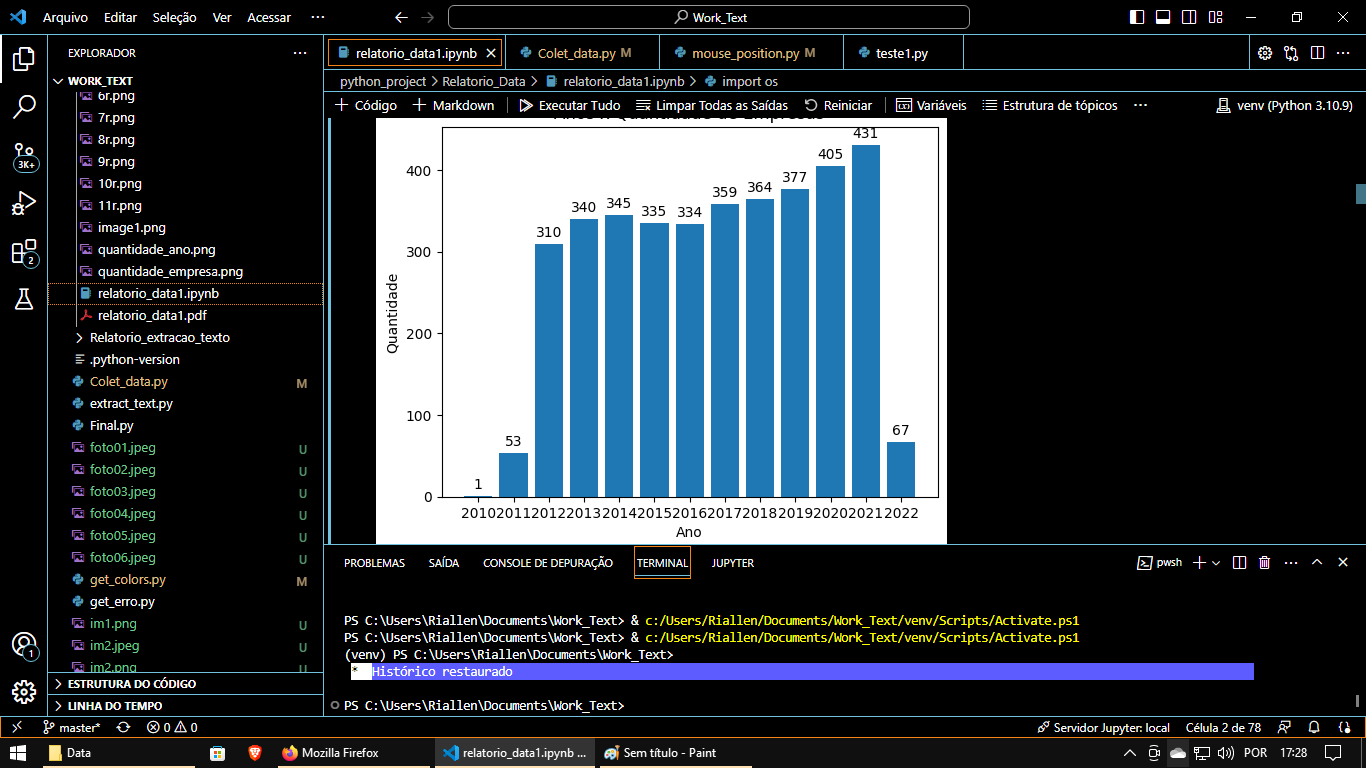 Arquivo Editar Seleção Ver Acessar ··· Work_Text
EXPLORADOR ···
WORK_TEXT
6r.png
7r.png
8r.png
9r.png
10r.png
11r.png
image1.png
quantidade_ano.png
quantidade_empresa.png
relatorio_data1.ipynb
relatorio_data1.pdf
Relatorio_extracao_texto
.python-version
Colet_data.py M
extract_text.py
Final.py
foto01.jpeg U
foto02.jpeg U
foto03.jpeg U
foto04.jpeg U
foto05.jpeg U
foto06.jpeg U
get_colors.py M
get_erro.py
im1.png U
im2.jpeg U
im2.png U
ESTRUTURA DO CÓDIGO
LINHA DO TEMPO
3K+
2
1
relatorio_data1.ipynb Colet_data.py M mouse_position.py M teste1.py
python_project > Relatorio_Data > relatorio_data1.ipynb > import os
+ Código + Markdown Executar Tudo Limpar Todas as Saídas Reiniciar Variáveis Estrutura de tópicos ··· venv (Python 3.10.9)
Quantidade
400
300
200
100
0
1 53 310 340 345 335 334 359 364 377 405 431 67
2010 2011 2012 2013 2014 2015 2016 2017 2018 2019 2020 2021 2022
Ano
PROBLEMAS SAÍDA CONSOLE DE DEPURAÇÃO TERMINAL JUPYTER pwsh
PS C:\Users\Riallen\Documents\Work_Text> & c:/Users/Riallen/Documents/Work_Text/venv/Scripts/Activate.ps1
PS C:\Users\Riallen\Documents\Work_Text> & c:/Users/Riallen/Documents/Work_Text/venv/Scripts/Activate.ps1
(venv) PS C:\Users\Riallen\Documents\Work_Text>
* Histórico restaurado
PS C:\Users\Riallen\Documents\Work_Text>
master* 0 0 Servidor Jupyter: local Célula 2 de 78
Data Mozilla Firefox relatorio_data1.ipynb ... Sem título - Paint POR 17:28